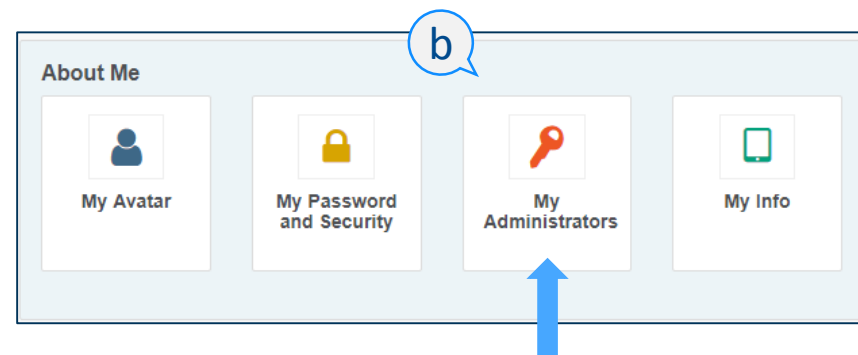 b
About Me
My Avatar
My Password
and Security
My
Administrators
My Info